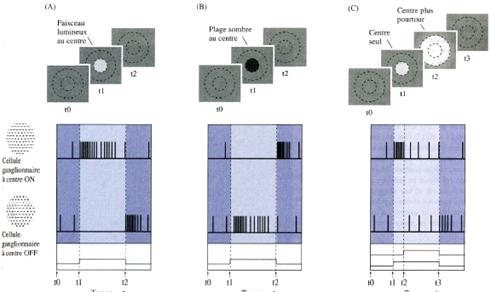 (A)
Faisceau
lumineux
au centre
t0
t1
t2
(B)
Plage sombre
au centre
t0
t1
t2
(C)
Centre plus
pourtour
Centre
seul
t0
t1
t2
t3
Cellule
ganglionnaire
à centre ON
Cellule
ganglionnaire
à centre OFF
t0 t1 t2
t0 t1 t2
t0 t1 t2 t3